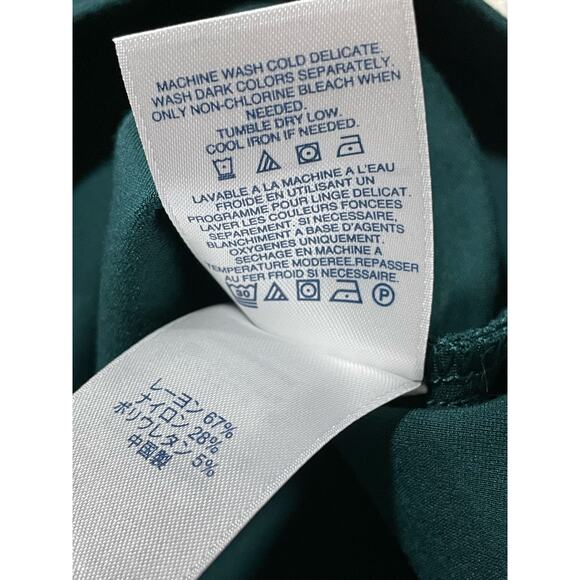 MACHINE WASH COLD DELICATE.
WASH DARK COLORS SEPARATELY.
ONLY NON-CHLORINE BLEACH WHEN
NEEDED.
TUMBLE DRY LOW.
COOL IRON IF NEEDED.
LAVABLE A LA MACHINE A L'EAU
FROIDE EN UTILISANT UN
PROGRAMME POUR LINGE DELICAT.
LAVER LES COULEURS FONCEES
SEPAREMENT. SI NECESSAIRE,
BLANCHIMENT A BASE D'AGENTS
OXYGENES UNIQUEMENT.
SECHAGE EN MACHINE A
TEMPERATURE MODEREE.REPASSER
AU FER FROID SI NECESSAIRE.
30 P
レーヨン 67%
ナイロン 28%
ポリウレタン 5%
中国製